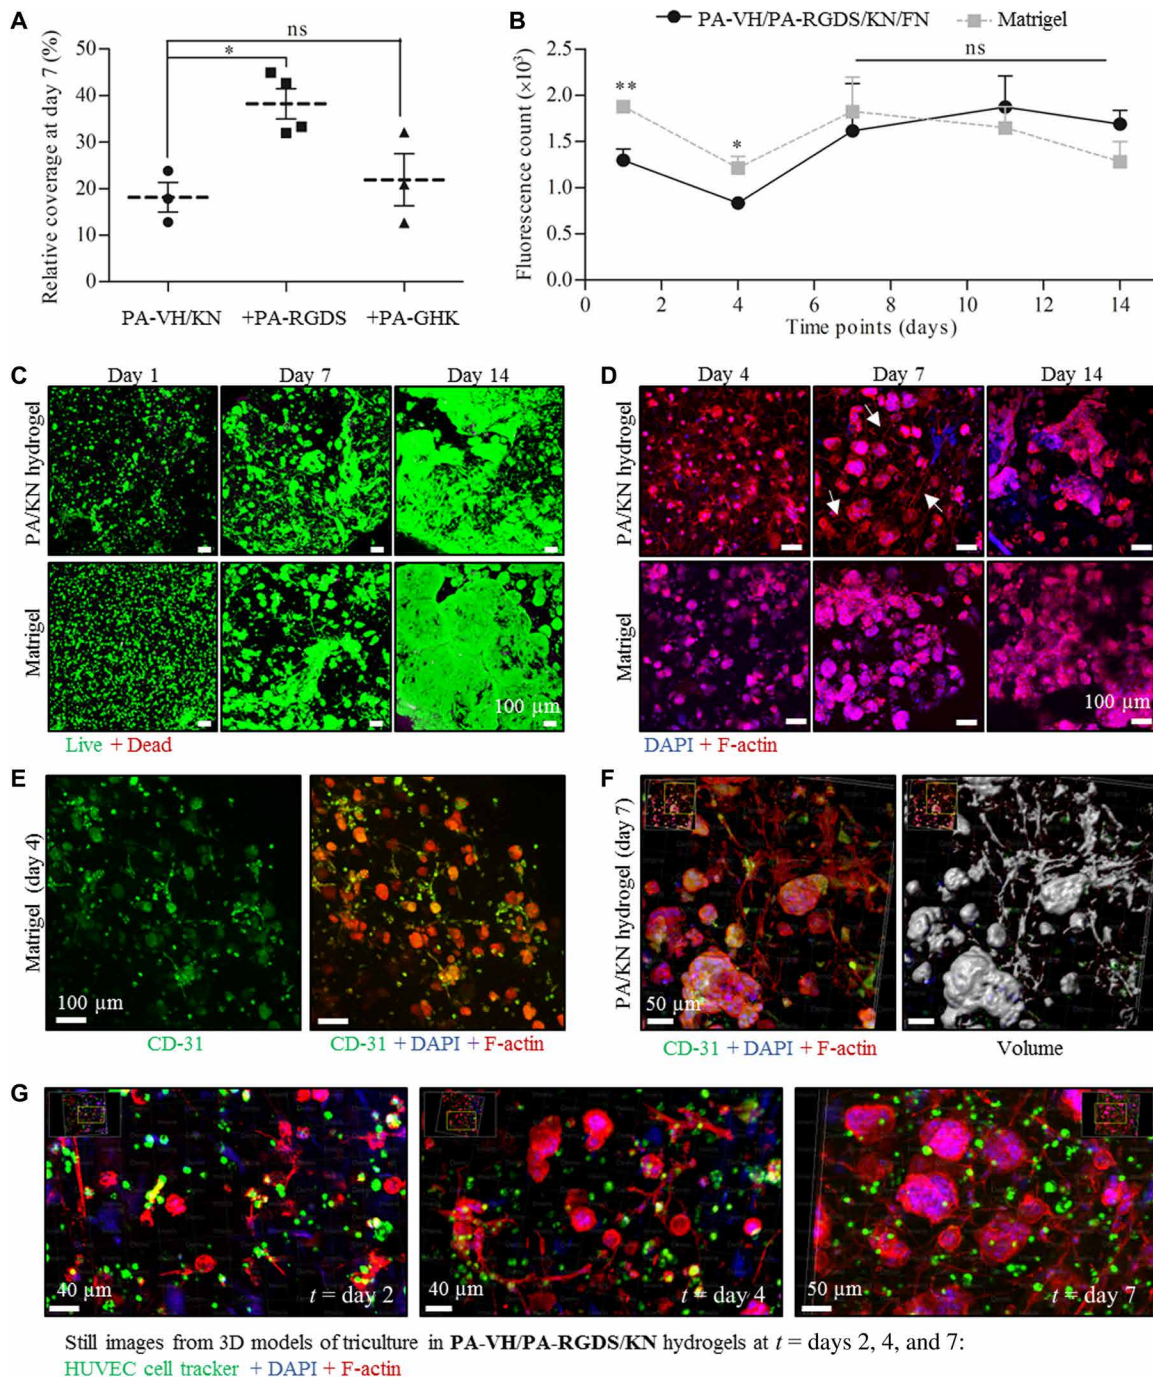 A
Relative coverage at day 7 (%)
50
40
30
20
10
0
ns
*
PA-VH/KN
+PA-RGDS
+PA-GHK
B
PA-VH/PA-RGDS/KN/FN
Matrigel
Fluorescence count (×10³)
2.5
2.0
1.5
1.0
0.5
0.0
**
*
ns
0 2 4 6 8 10 12 14
Time points (days)
C
Day 1 Day 7 Day 14
PA/KN hydrogel
Matrigel
100 µm
Live + Dead
D
Day 4 Day 7 Day 14
PA/KN hydrogel
Matrigel
100 µm
DAPI + F-actin
E
Matrigel (day 4)
100 µm
CD-31
CD-31 + DAPI + F-actin
F
PA/KN hydrogel (day 7)
50 µm
CD-31 + DAPI + F-actin
Volume
G
40 µm
t = day 2
40 µm
t = day 4
50 µm
t = day 7
Still images from 3D models of triculture in PA-VH/PA-RGDS/KN hydrogels at t = days 2, 4, and 7:
HUVEC cell tracker + DAPI + F-actin